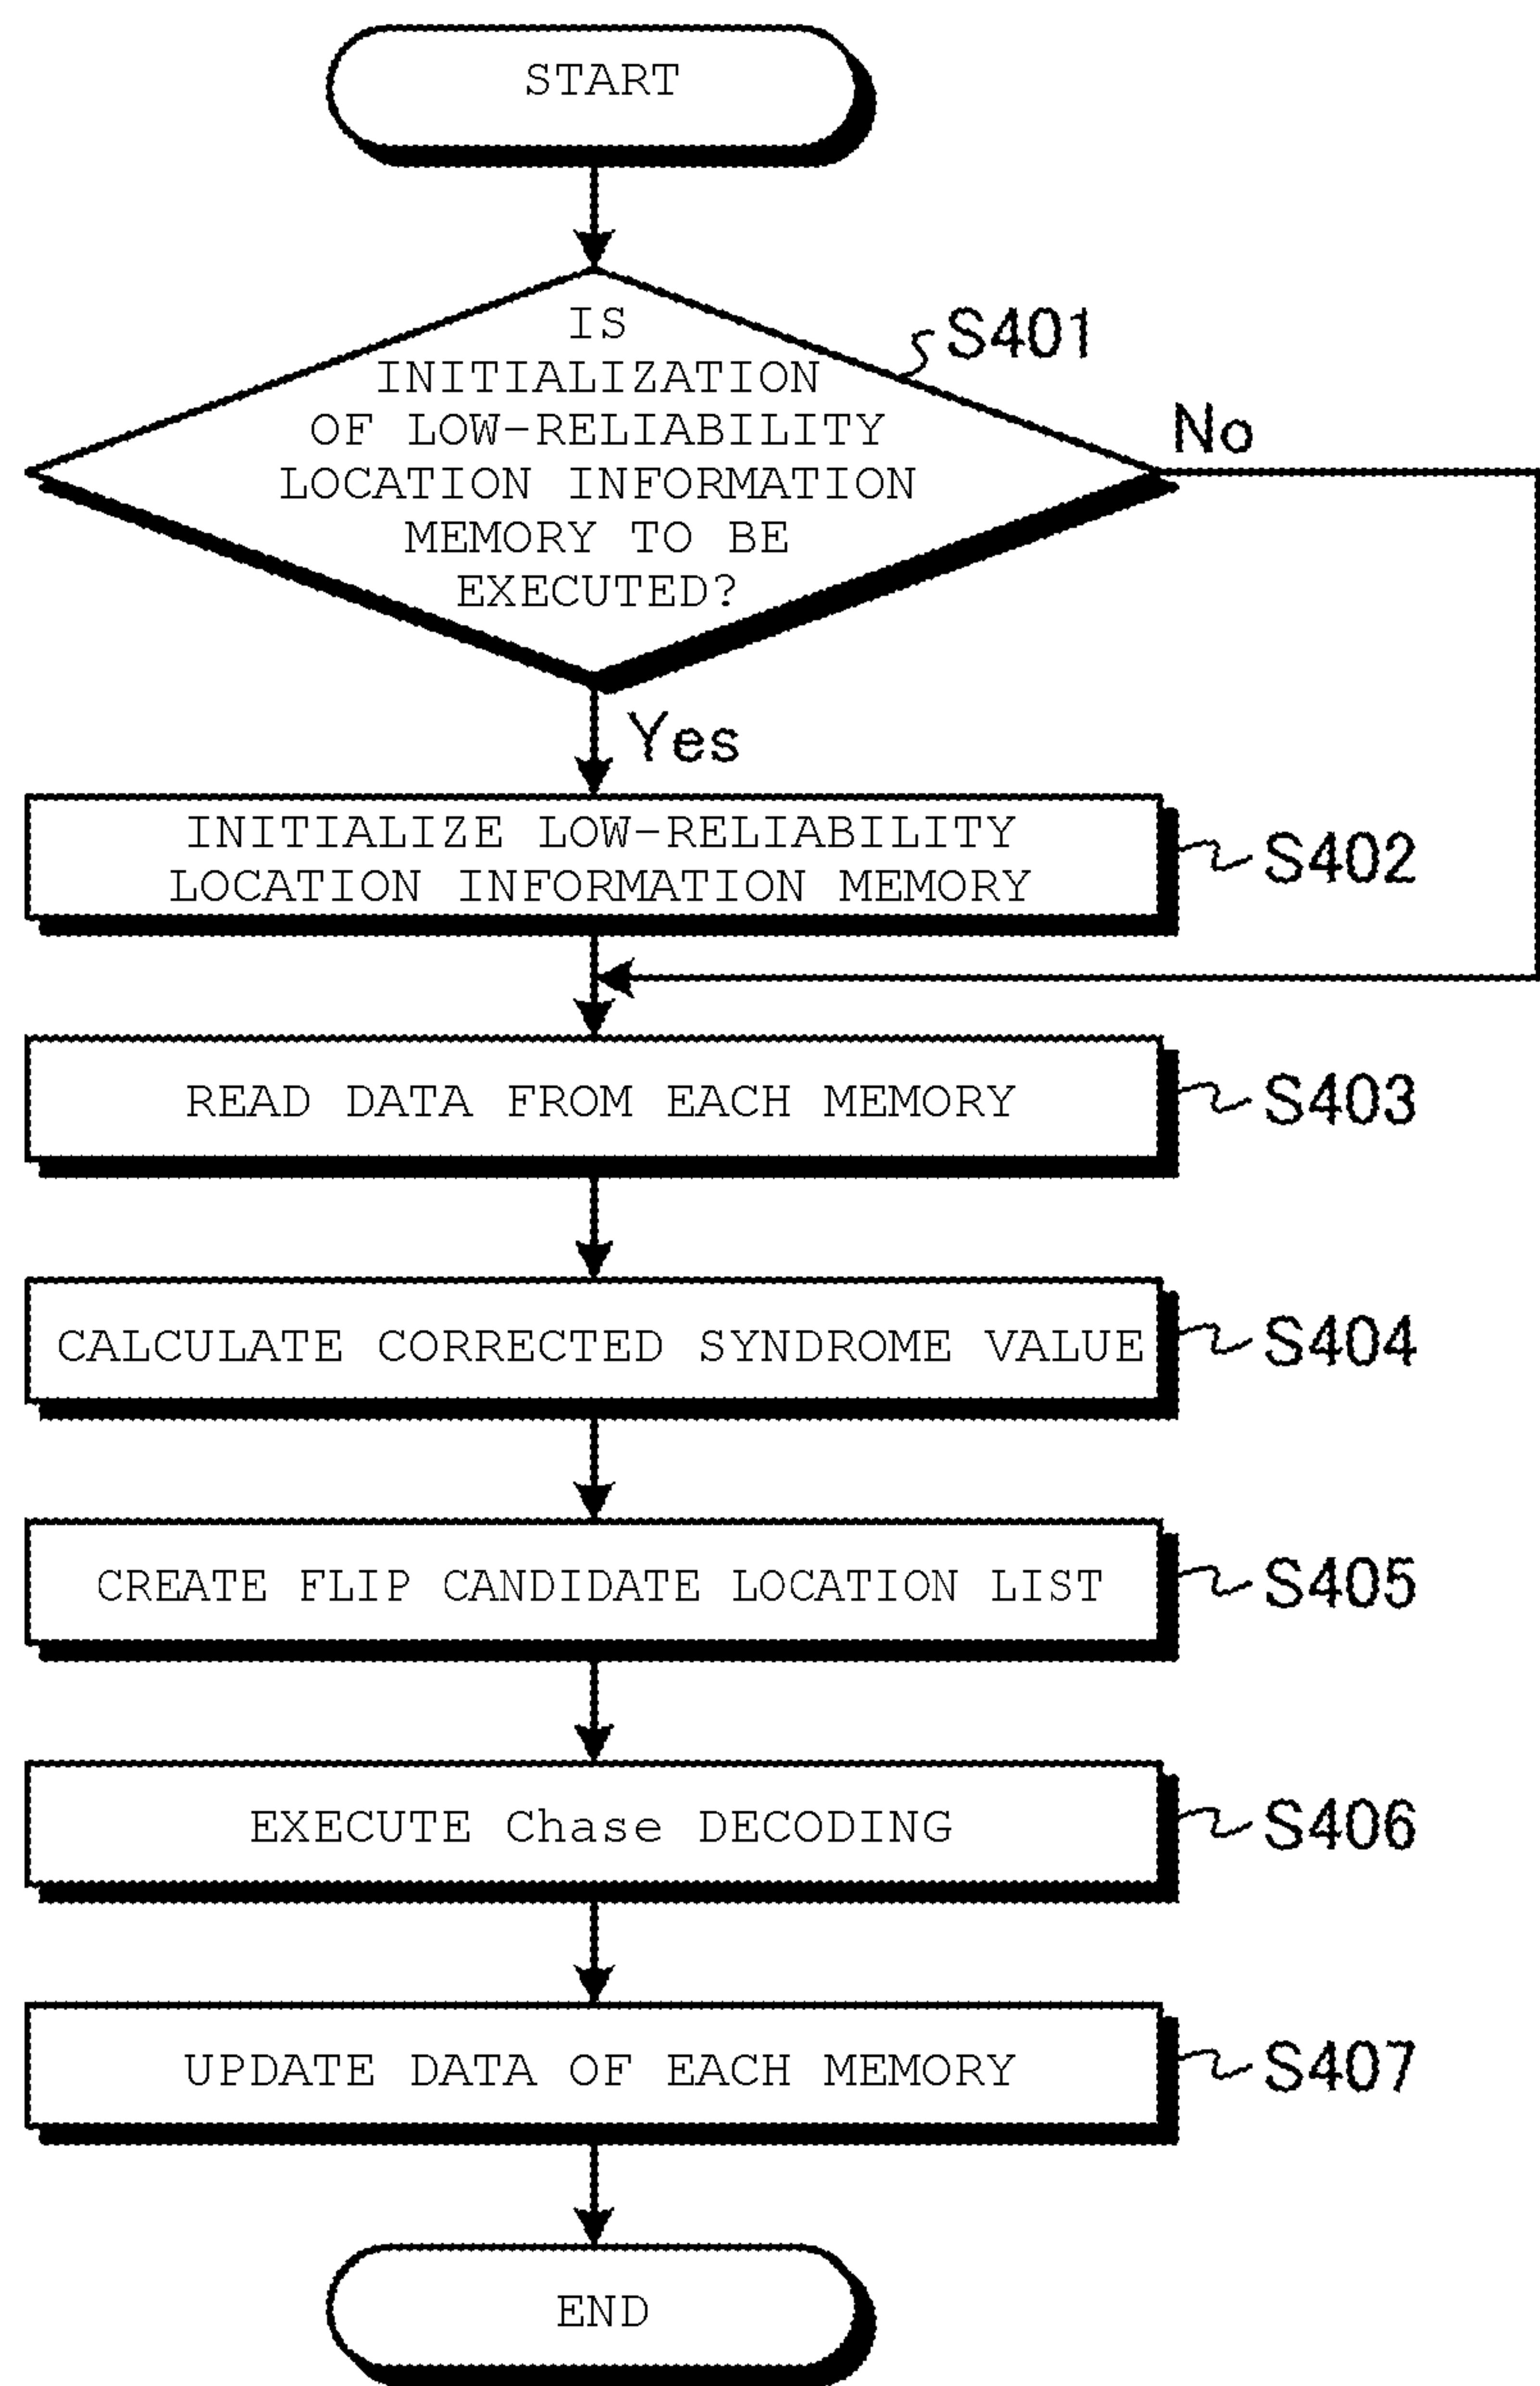 START
IS
INITIALIZATION
OF LOW-RELIABILITY
LOCATION INFORMATION
MEMORY TO BE
EXECUTED?
S401
No
Yes
INITIALIZE LOW-RELIABILITY
LOCATION INFORMATION MEMORY
S402
READ DATA FROM EACH MEMORY
S403
CALCULATE CORRECTED SYNDROME VALUE
S404
CREATE FLIP CANDIDATE LOCATION LIST
S405
EXECUTE Chase DECODING
S406
UPDATE DATA OF EACH MEMORY
S407
END